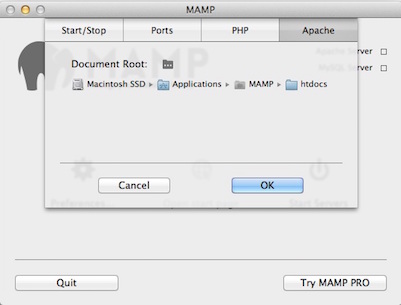 MAMP
Start/Stop Ports PHP Apache
Apache Server
MAMP
MySQL Server
Document Root:
Macintosh SSD ▸ Applications ▸ MAMP ▸ htdocs
Cancel OK
Preferences... Open start page Start Servers
Quit Try MAMP PRO